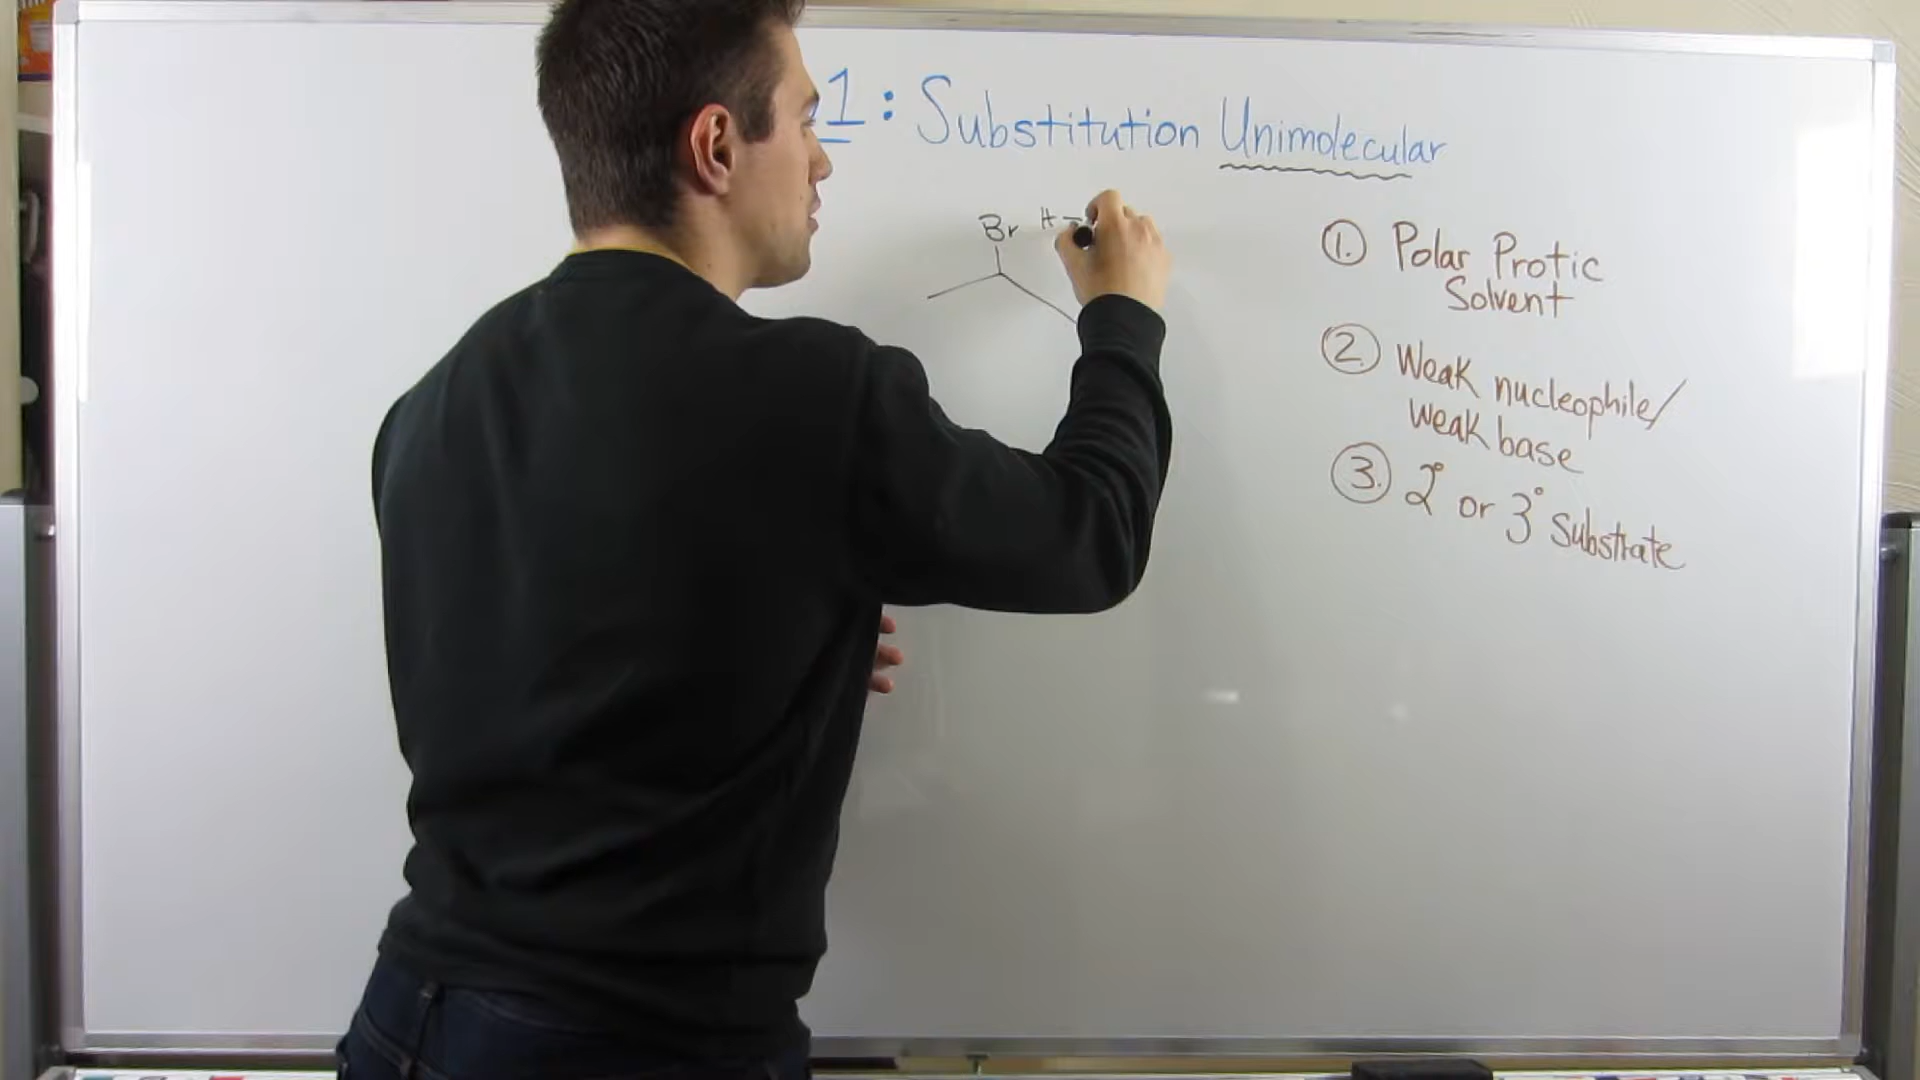 1: Substitution Unimolecular
Br H
1. Polar Protic
Solvent
2. Weak nucleophile/
weak base
3. 2° or 3° substrate